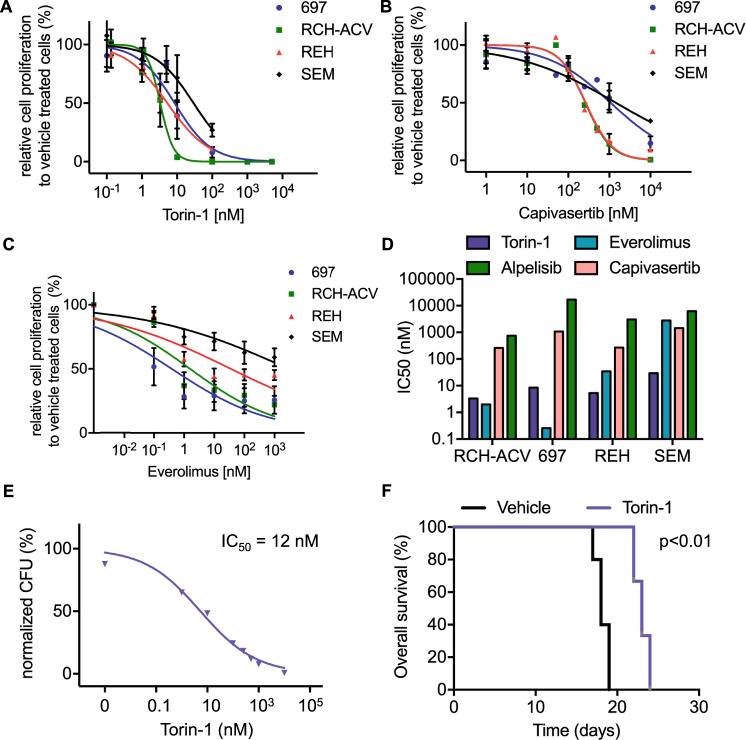 A
relative cell proliferation
to vehicle treated cells (%)
100
50
0
10⁻¹ 1 10¹ 10² 10³ 10⁴
Torin-1 [nM]
697
RCH-ACV
REH
SEM
B
relative cell proliferation
to vehicle treated cells (%)
100
50
0
1 10¹ 10² 10³ 10⁴
Capivasertib [nM]
697
RCH-ACV
REH
SEM
C
relative cell proliferation
to vehicle treated cells (%)
100
50
0
10⁻² 10⁻¹ 1 10¹ 10² 10³
Everolimus [nM]
697
RCH-ACV
REH
SEM
D
Torin-1 Everolimus
Alpelisib Capivasertib
IC50 (nM)
100000
10000
1000
100
10
1
0.1
RCH-ACV 697 REH SEM
E
normalized CFU (%)
100
50
0
0 0.1 10 10³ 10⁵
Torin-1 (nM)
IC₅₀ = 12 nM
F
Vehicle Torin-1
Overall survival (%)
100
80
60
40
20
0
0 10 20 30
Time (days)
p<0.01